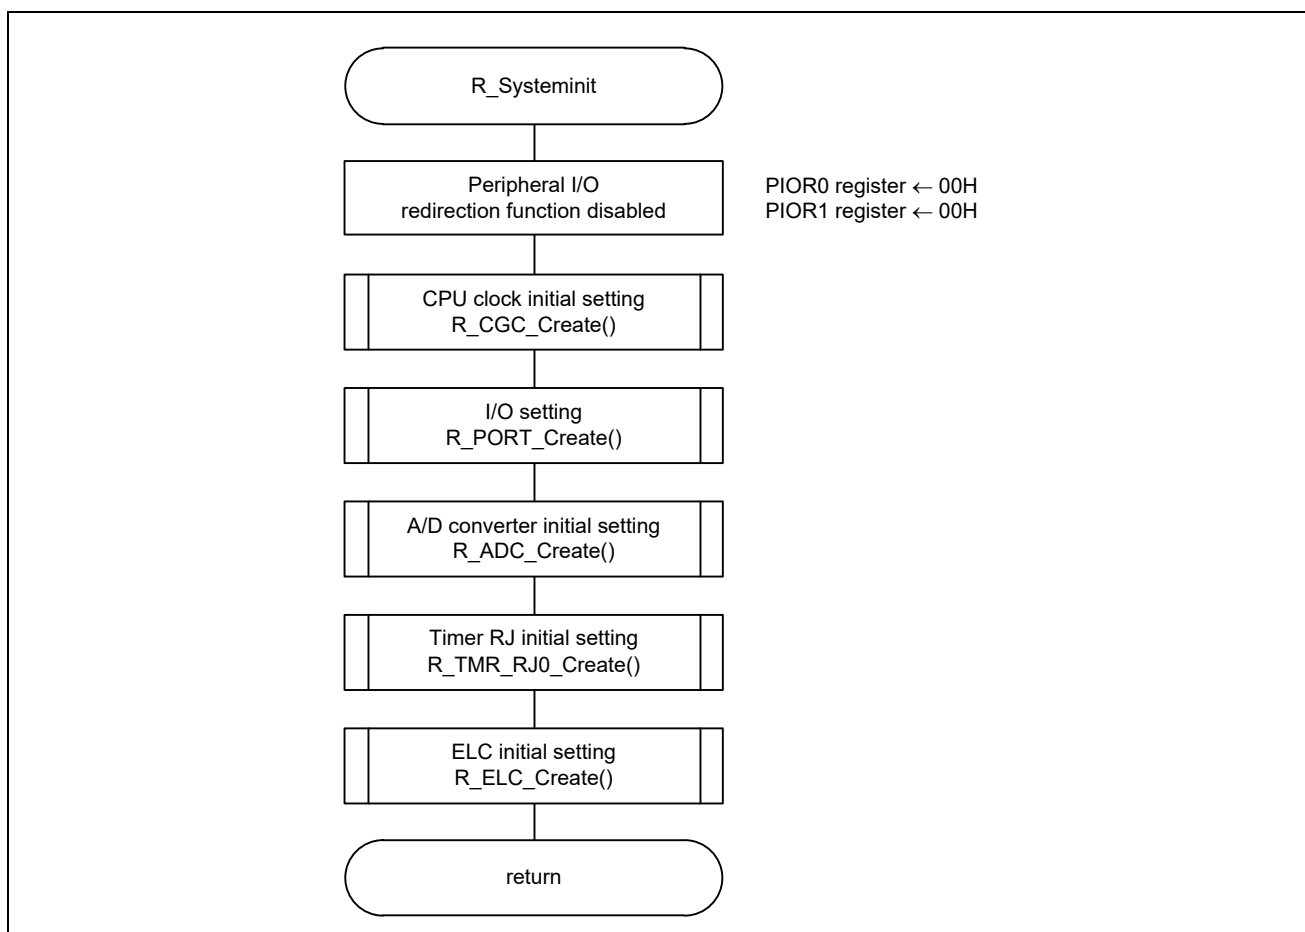 R_Systeminit
Peripheral I/O
redirection function disabled
PIOR0 register ← 00H
PIOR1 register ← 00H
CPU clock initial setting
R_CGC_Create()
I/O setting
R_PORT_Create()
A/D converter initial setting
R_ADC_Create()
Timer RJ initial setting
R_TMR_RJ0_Create()
ELC initial setting
R_ELC_Create()
return